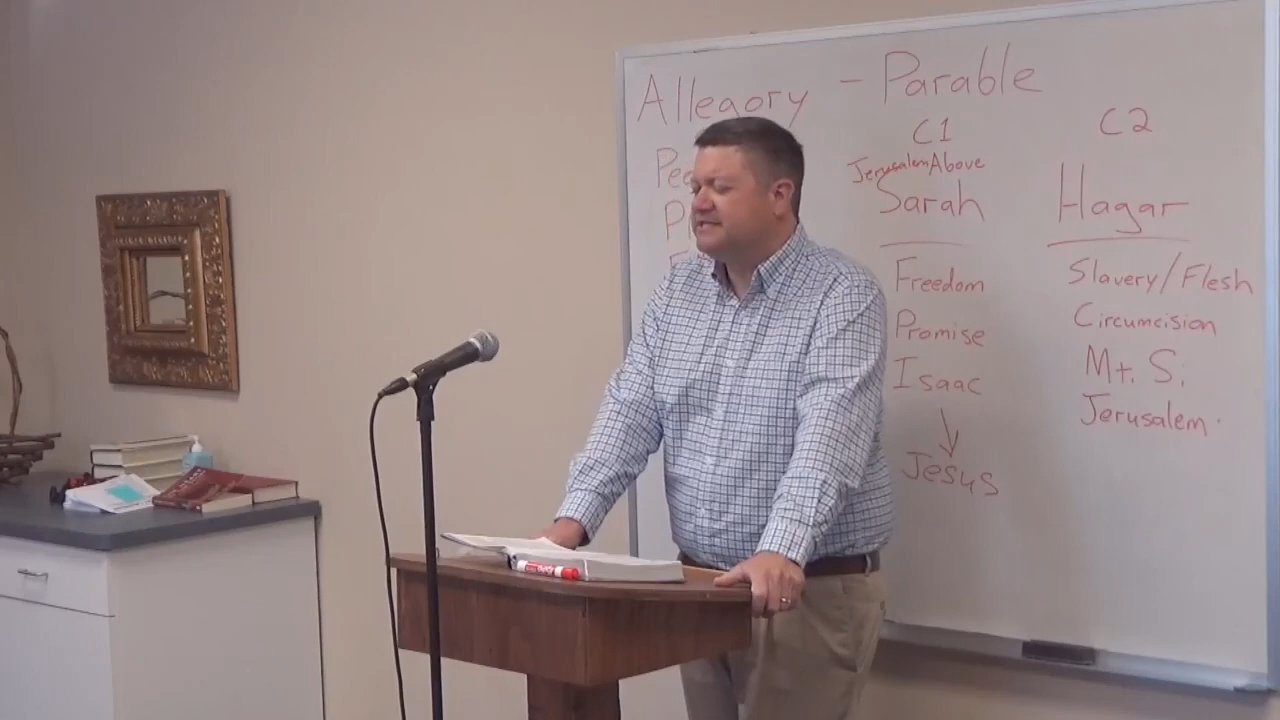 Allegory - Parable
C1
C2
Jerusalem Above
Sarah
Hagar
Freedom
Slavery/Flesh
Promise
Circumcision
Isaac
Mt. S.
Jerusalem
Jesus